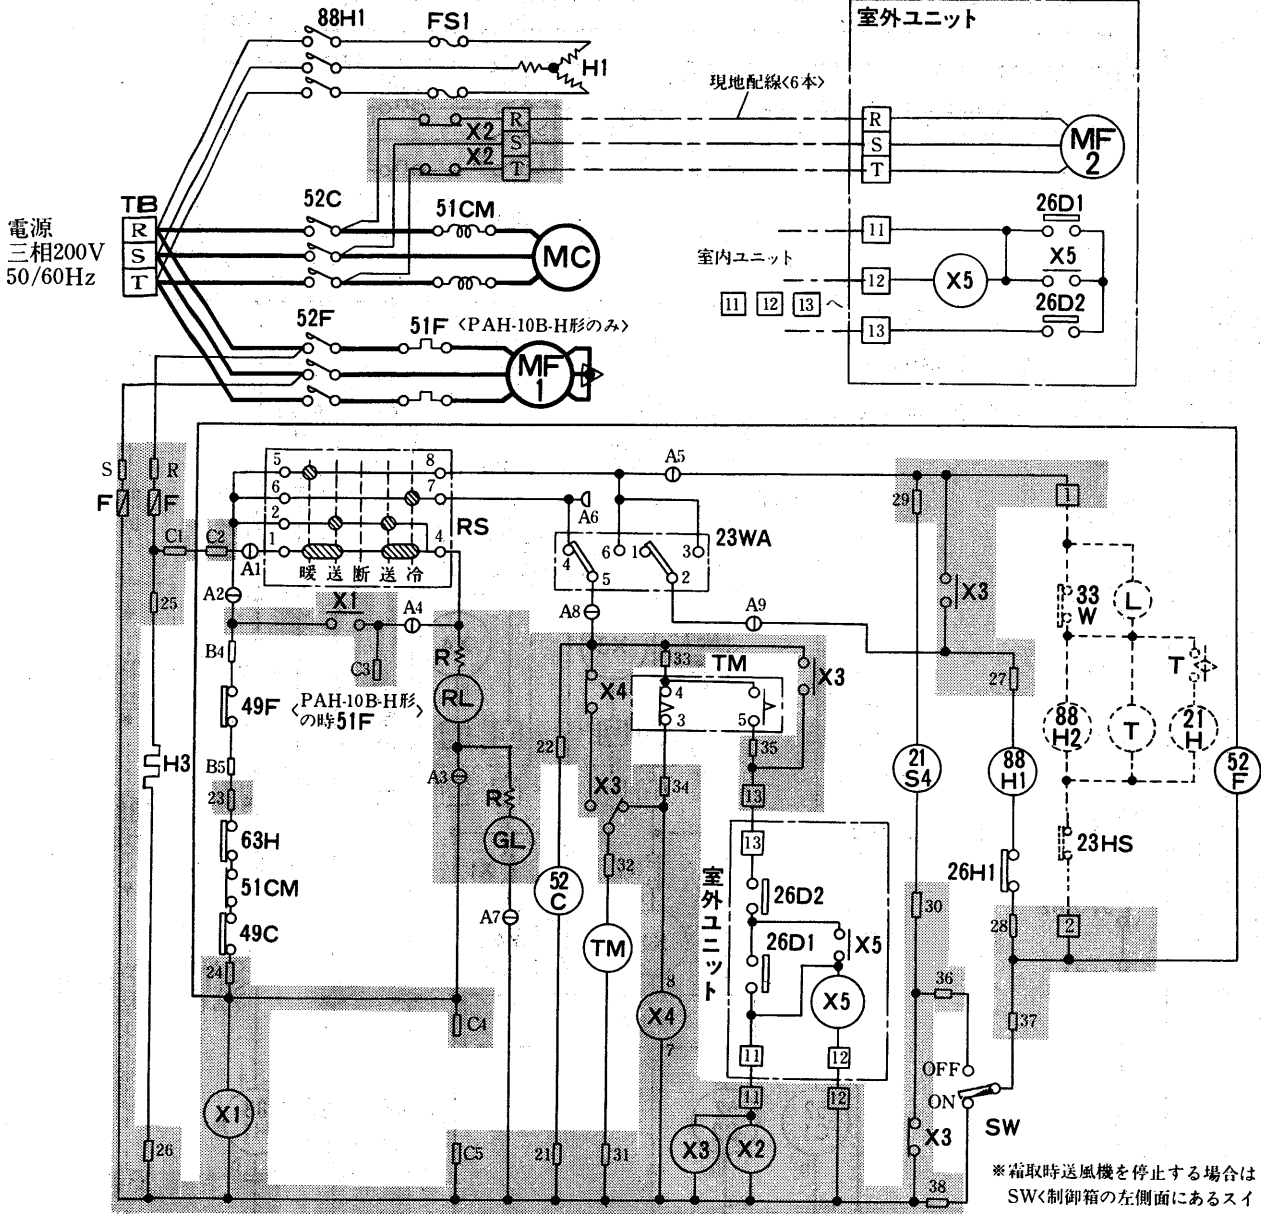 室外ユニット
88H1
FS1
H1
現地配線<6本>
R
S
T
X2
X2
R
S
T
MF
2
TB
R
S
T
電源
三相200V
50/60Hz
52C
51CM
MC
11
12
13
X5
26D1
X5
26D2
室内ユニット
11 12 13 へ
52F
51F <PAH-10B-H形のみ>
MF
1
S
R
F
F
C1
C2
A1
5
6
2
1
8
7
4
RS
暖 送 断 送 冷
A5
A6
23WA
4
5
6
1
2
3
A2
25
X1
A4
C3
A8
A9
29
X3
1
33
W
L
T
B4
49F
<PAH-10B-H形
の時51F>
R
RL
X4
33
TM
4
3
5
X3
27
88
H2
T
21
H
52
F
H3
B5
23
A3
R
GL
22
X3
34
35
13
21
S4
88
H1
63H
51CM
49C
24
A7
52
C
32
TM
13
室外ユニット
26D2
26D1
X5
X5
26H1
23HS
30
28
2
C4
8
X4
7
11
12
36
37
OFF
ON
SW
X1
26
C5
21
31
11
12
X3
X2
X3
38
※霜取時送風機を停止する場合は
SW<制御箱の左側面にあるスイ